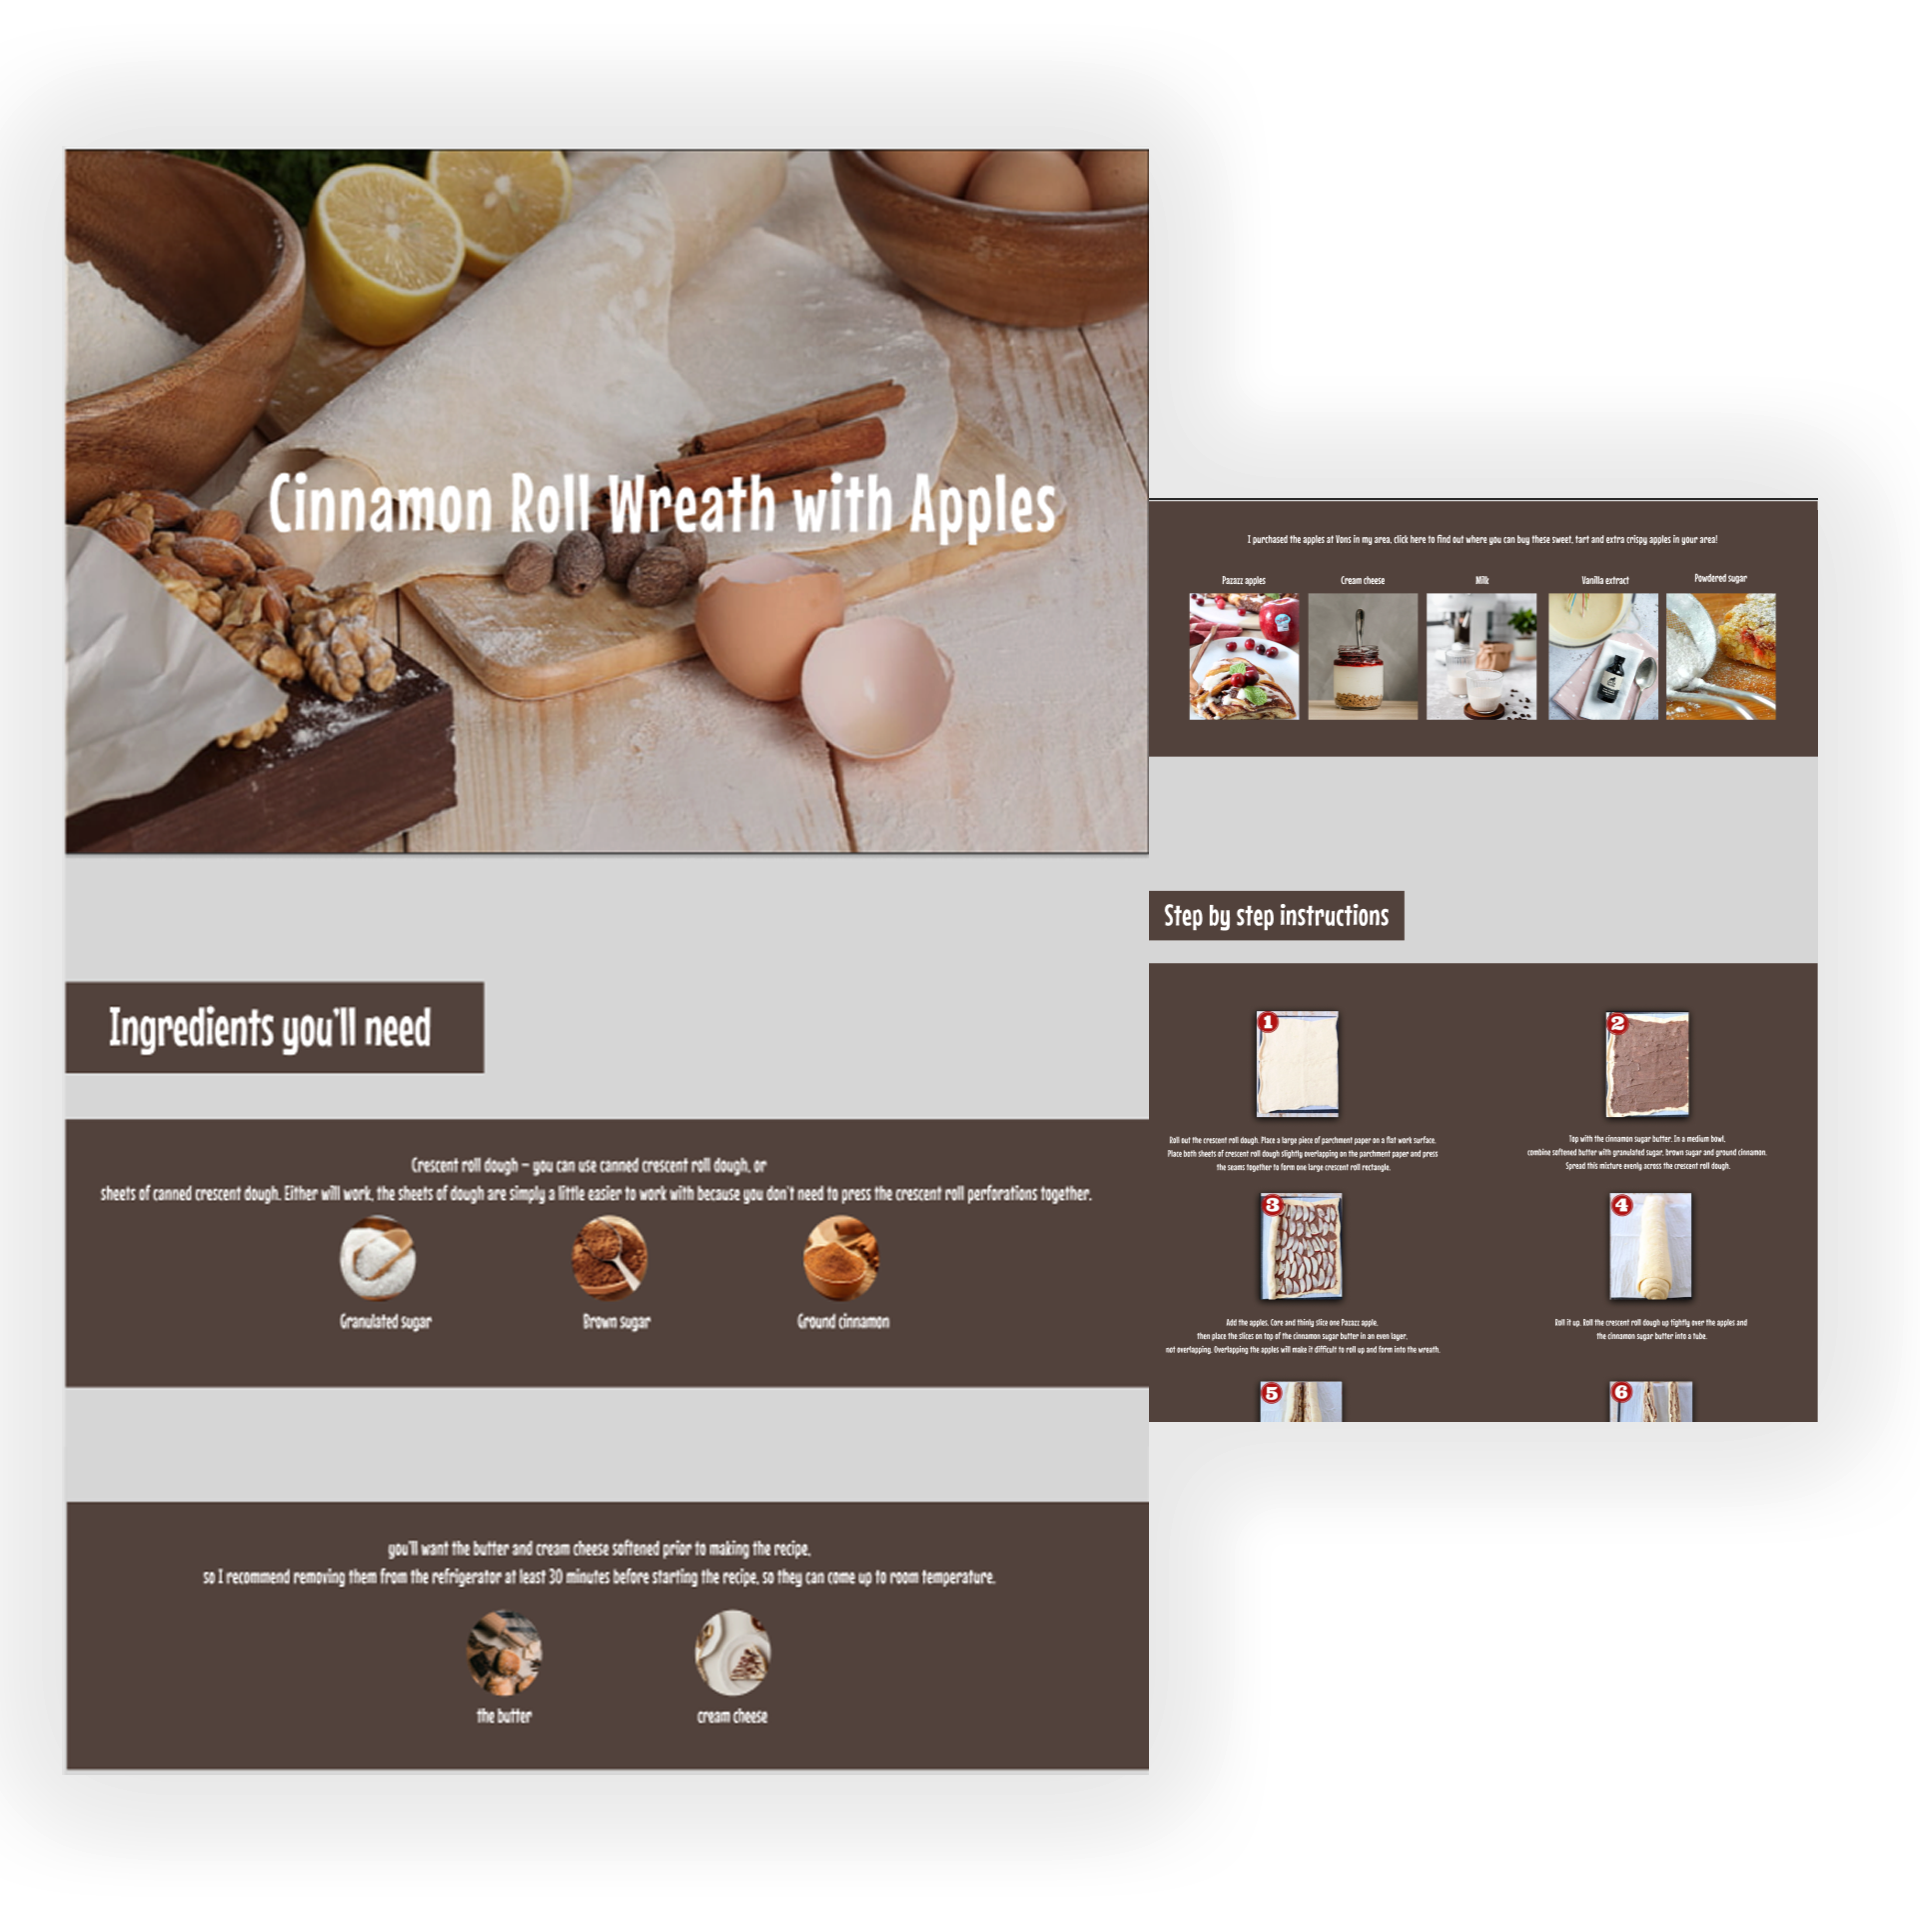 Cinnamon Roll Wreath with Apples
Ingredients you'll need
Crescent roll dough – you can use canned crescent roll dough, or
sheets of canned crescent dough. Either will work, the sheets of dough are simply a little easier to work with because you don't need to press the crescent roll perforations together.
Granulated sugar
Brown sugar
Ground cinnamon
you'll want the butter and cream cheese softened prior to making the recipe,
so I recommend removing them from the refrigerator at least 30 minutes before starting the recipe, so they can come up to room temperature.
the butter
cream cheese
I purchased the apples at Vons in my area, click here to find out where you can buy these sweet, tart and extra crispy apples in your area!
Pazazz apples
Cream cheese
Milk
Vanilla extract
Powdered sugar
Step by step instructions
1
Roll out the crescent roll dough. Place a large piece of parchment paper on a flat work surface.
Place both sheets of crescent roll dough slightly overlapping on the parchment paper and press
the seams together to form one large crescent roll rectangle.
2
Top with the cinnamon sugar butter. In a medium bowl,
combine softened butter with granulated sugar, brown sugar and ground cinnamon.
Spread this mixture evenly across the crescent roll dough.
3
Add the apples. Core and thinly slice one Pazazz apple,
then place the slices on top of the cinnamon sugar butter in an even layer,
not overlapping. Overlapping the apples will make it difficult to roll up and form into the wreath.
4
Roll it up. Roll the crescent roll dough up tightly over the apples and
the cinnamon sugar butter into a tube.
5
6